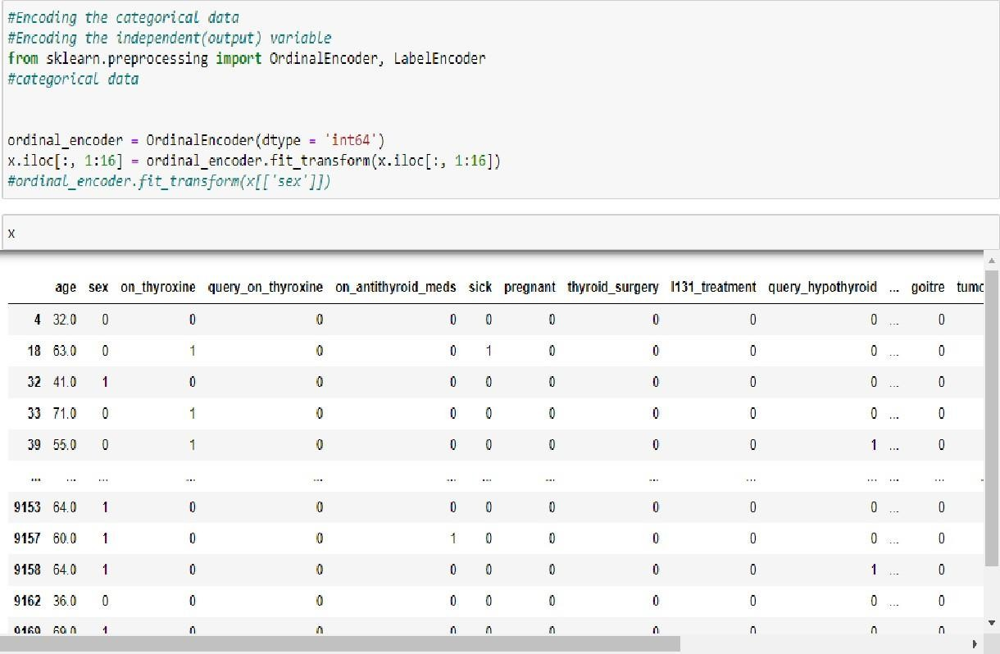 #Encoding the categorical data
#Encoding the independent(output) variable
from sklearn.preprocessing import OrdinalEncoder, LabelEncoder
#categorical data
ordinal_encoder = OrdinalEncoder(dtype = 'int64')
x.iloc[:, 1:16] = ordinal_encoder.fit_transform(x.iloc[:, 1:16])
#ordinal_encoder.fit_transform(x[['sex']])
x
age sex on_thyroxine query_on_thyroxine on_antithyroid_meds sick pregnant thyroid_surgery I131_treatment query_hypothyroid ... goitre tumo
4 32.0 0 0 0 0 0 0 0 0 0 ... 0
18 63.0 0 1 0 0 1 0 0 0 0 ... 0
32 41.0 1 0 0 0 0 0 0 0 0 ... 0
33 71.0 0 1 0 0 0 0 0 0 0 ... 0
39 55.0 0 1 0 0 0 0 0 0 1 ... 0
... ... ... ... ... ... ... ... ... ... ... ... ...
9153 64.0 1 0 0 0 0 0 0 0 0 ... 0
9157 60.0 1 0 0 1 0 0 0 0 0 ... 0
9158 64.0 1 0 0 0 0 0 0 0 1 ... 0
9162 36.0 0 0 0 0 0 0 0 0 0 ... 0
9169 69.0 1 0 0 0 0 0 0 0 0 0